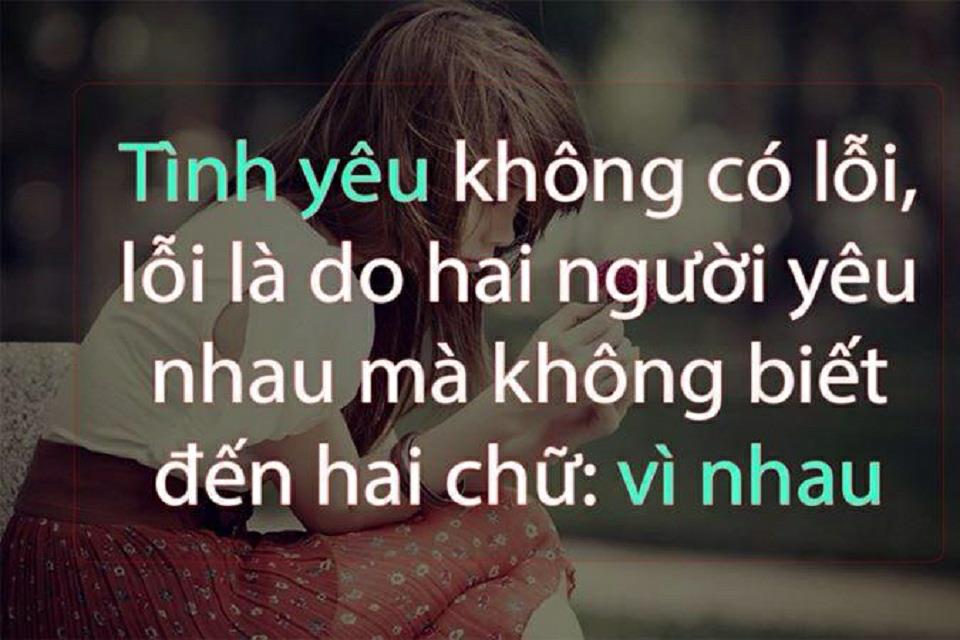 Tình yêu không có lỗi,
lỗi là do hai người yêu
nhau mà không biết
đến hai chữ: vì nhau